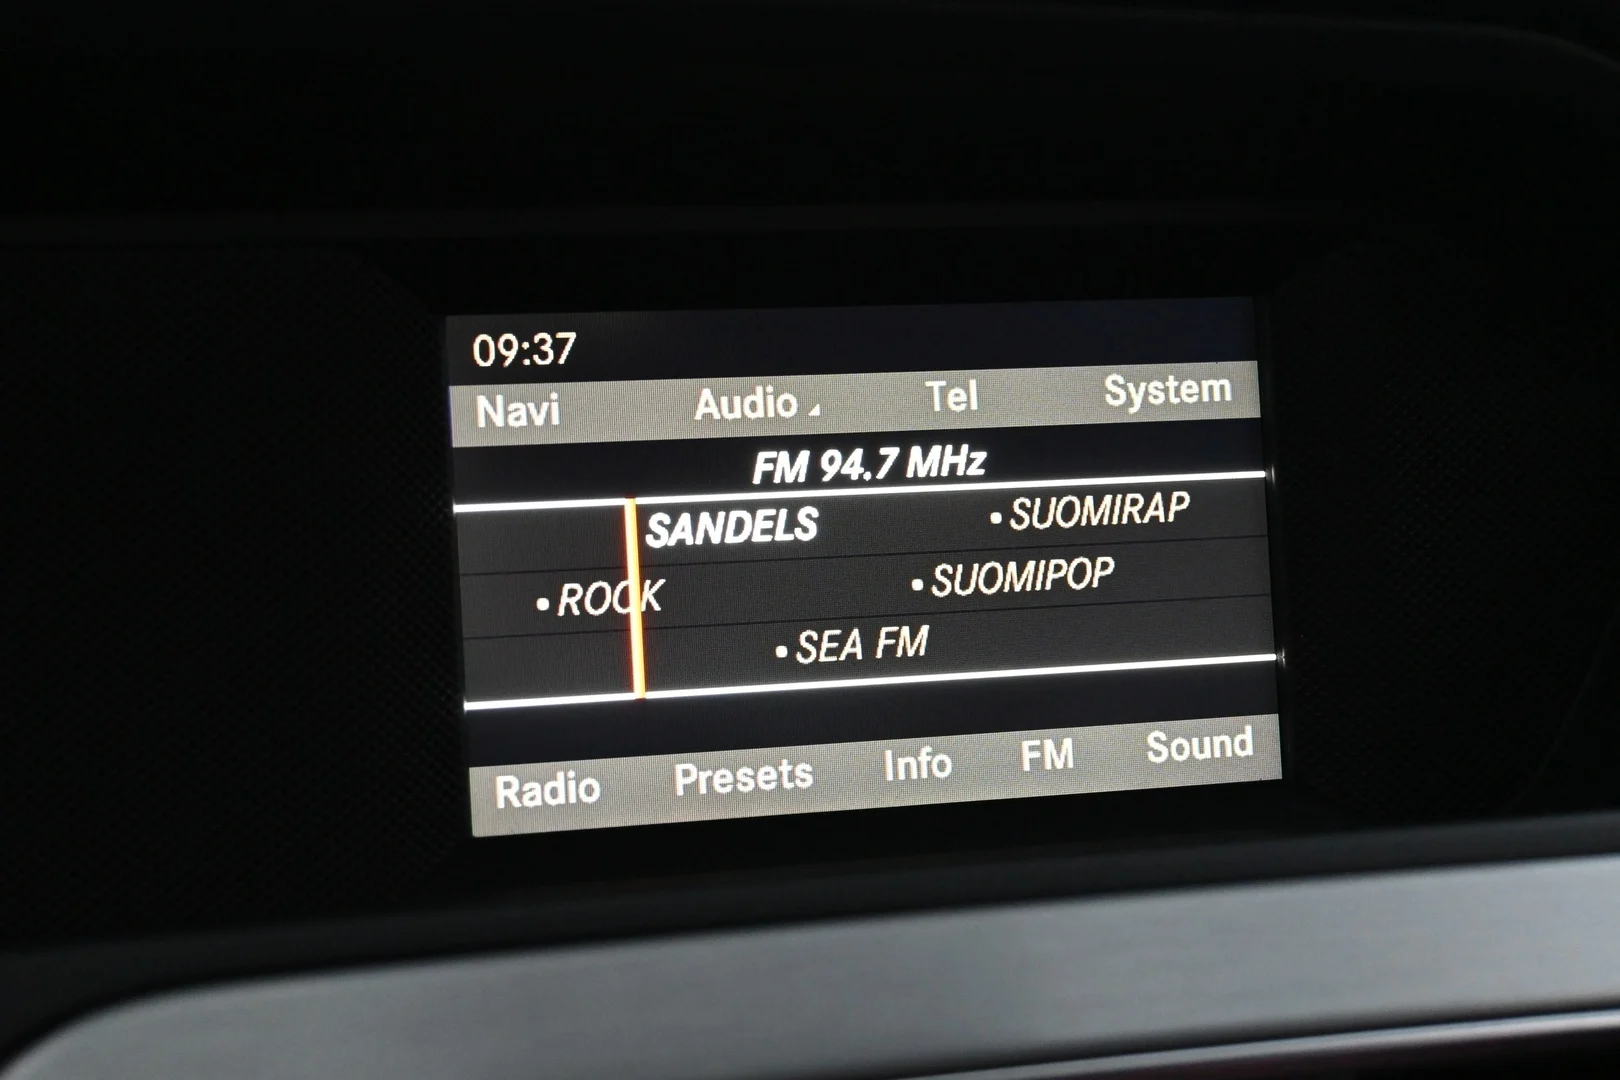 09:37
Navi Audio Tel System
FM 94.7 MHz
SANDELS •SUOMIRAP
•ROCK •SUOMIPOP
•SEA FM
Radio Presets Info FM Sound